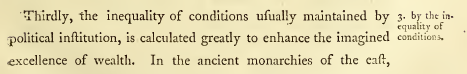 Thirdly, the inequality of conditions uſually maintained by
political inſtitution, is calculated greatly to enhance the imagined
excellence of wealth. In the ancient monarchies of the eaſt,
3. by the in-
equality of
conditions.